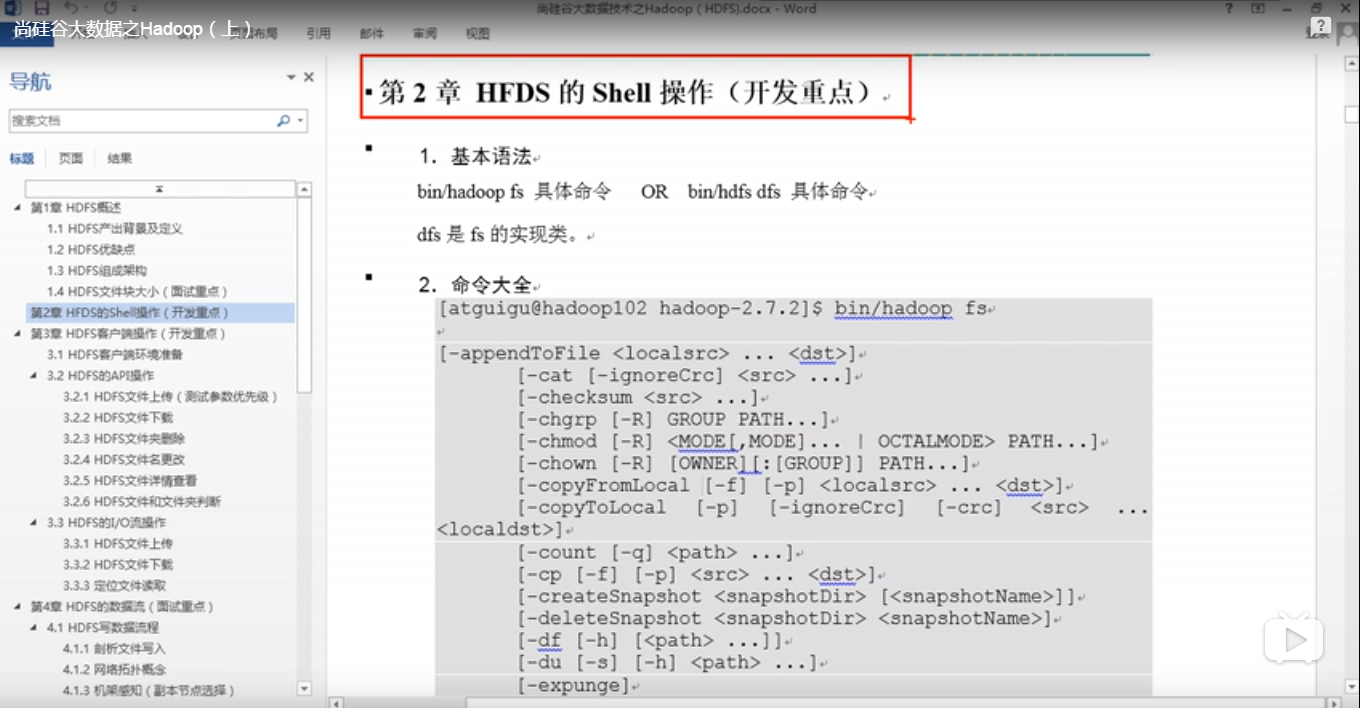 尚硅谷大数据技术之Hadoop（HDFS).docx - Word
尚硅谷大数据之Hadoop（上）
引用 邮件 审阅 视图
导航
搜索文档
标题 页面 结果
第1章 HDFS概述
1.1 HDFS产出背景及定义
1.2 HDFS优缺点
1.3 HDFS组成架构
1.4 HDFS文件块大小（面试重点）
第2章 HFDS的Shell操作（开发重点）
第3章 HDFS客户端操作（开发重点）
3.1 HDFS客户端环境准备
3.2 HDFS的API操作
3.2.1 HDFS文件上传（测试参数优先级）
3.2.2 HDFS文件下载
3.2.3 HDFS文件夹删除
3.2.4 HDFS文件名更改
3.2.5 HDFS文件详情查看
3.2.6 HDFS文件和文件夹判断
3.3 HDFS的I/O流操作
3.3.1 HDFS文件上传
3.3.2 HDFS文件下载
3.3.3 定位文件读取
第4章 HDFS的数据流（面试重点）
4.1 HDFS写数据流程
4.1.1 剖析文件写入
4.1.2 网络拓扑概念
4.1.3 机架感知（副本节点选择）
第 2 章 HFDS 的 Shell 操作（开发重点）
1．基本语法
bin/hadoop fs 具体命令 OR bin/hdfs dfs 具体命令
dfs 是 fs 的实现类。
2．命令大全
[atguigu@hadoop102 hadoop-2.7.2]$ bin/hadoop fs
[-appendToFile <localsrc> ... <dst>]
[-cat [-ignoreCrc] <src> ...]
[-checksum <src> ...]
[-chgrp [-R] GROUP PATH...]
[-chmod [-R] <MODE[,MODE]... | OCTALMODE> PATH...]
[-chown [-R] [OWNER][:[GROUP]] PATH...]
[-copyFromLocal [-f] [-p] <localsrc> ... <dst>]
[-copyToLocal [-p] [-ignoreCrc] [-crc] <src> ...
<localdst>]
[-count [-q] <path> ...]
[-cp [-f] [-p] <src> ... <dst>]
[-createSnapshot <snapshotDir> [<snapshotName>]]
[-deleteSnapshot <snapshotDir> <snapshotName>]
[-df [-h] [<path> ...]]
[-du [-s] [-h] <path> ...]
[-expunge]